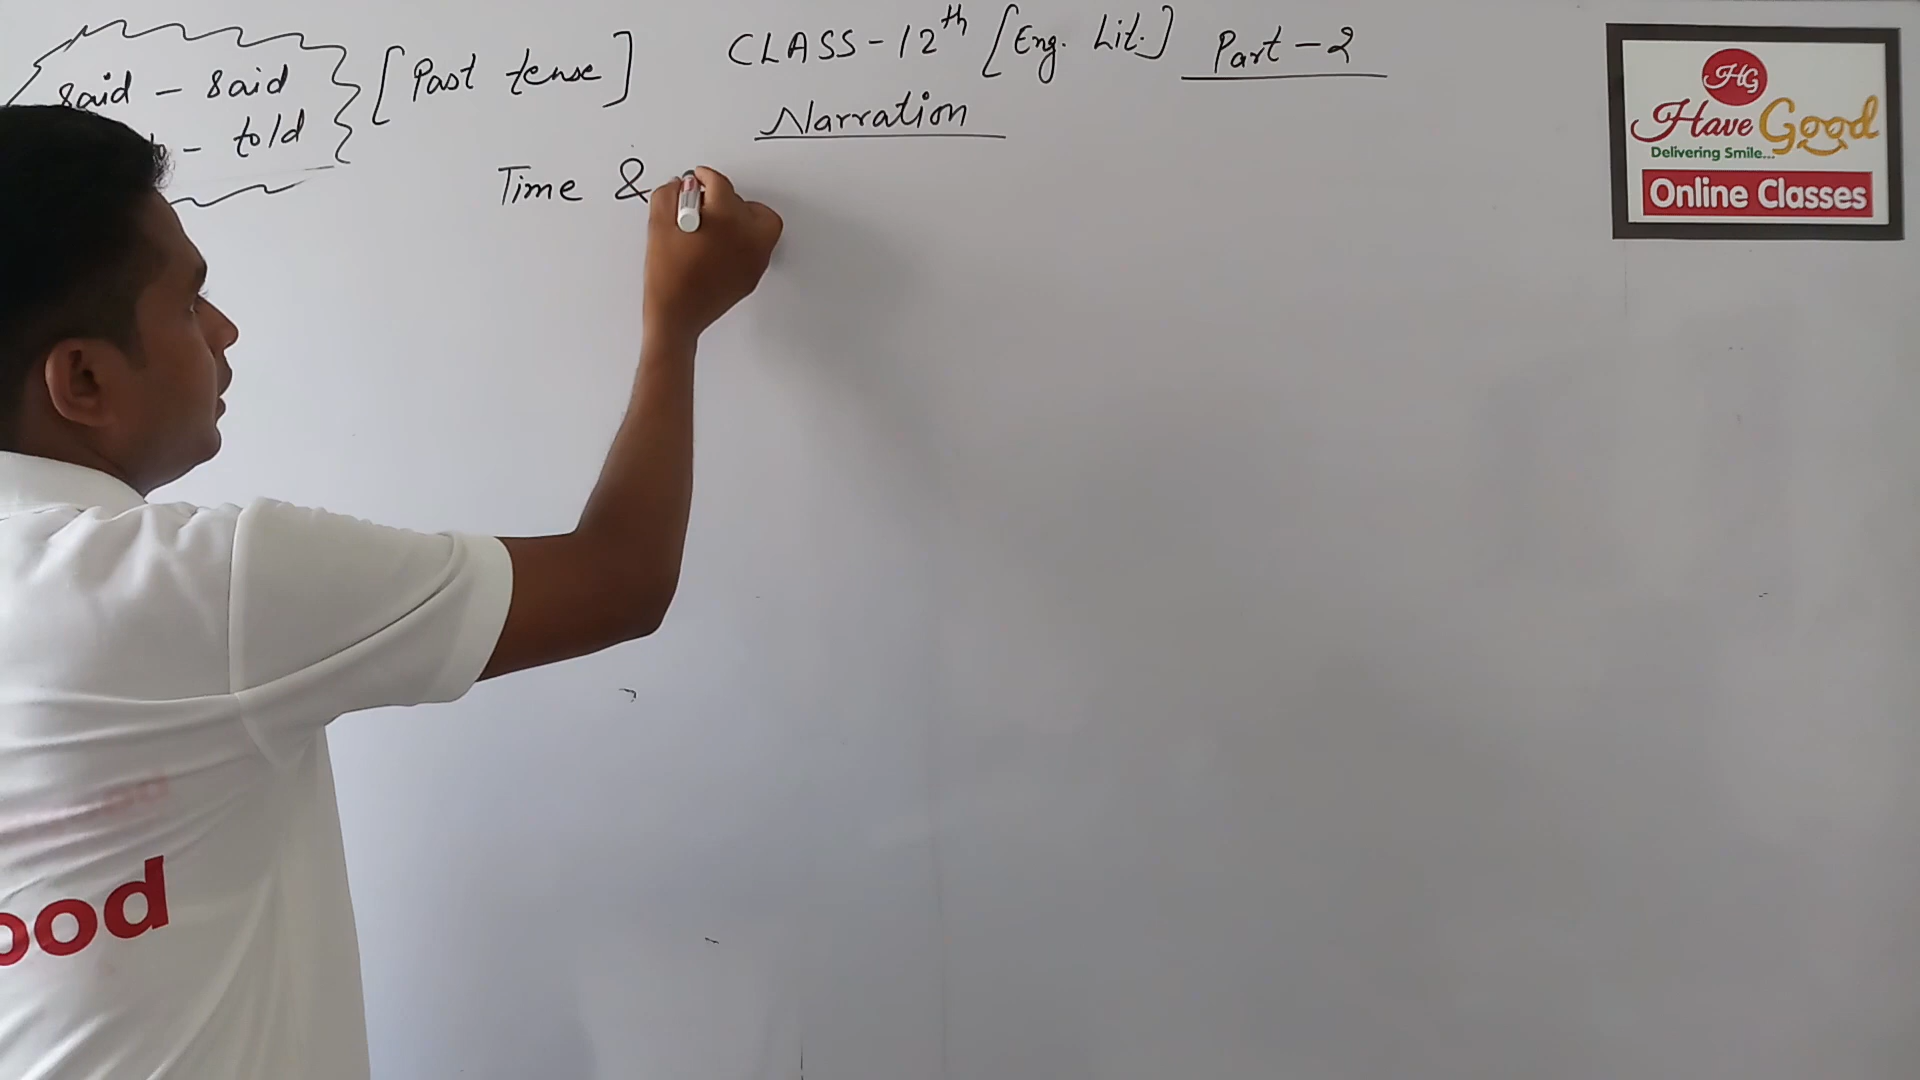 CLASS-12th [Eng. Lit.] Part-2
said - said [Past tense]
- told
Narration
Time &
HG
Have Good
Delivering Smile...
Online Classes
ood